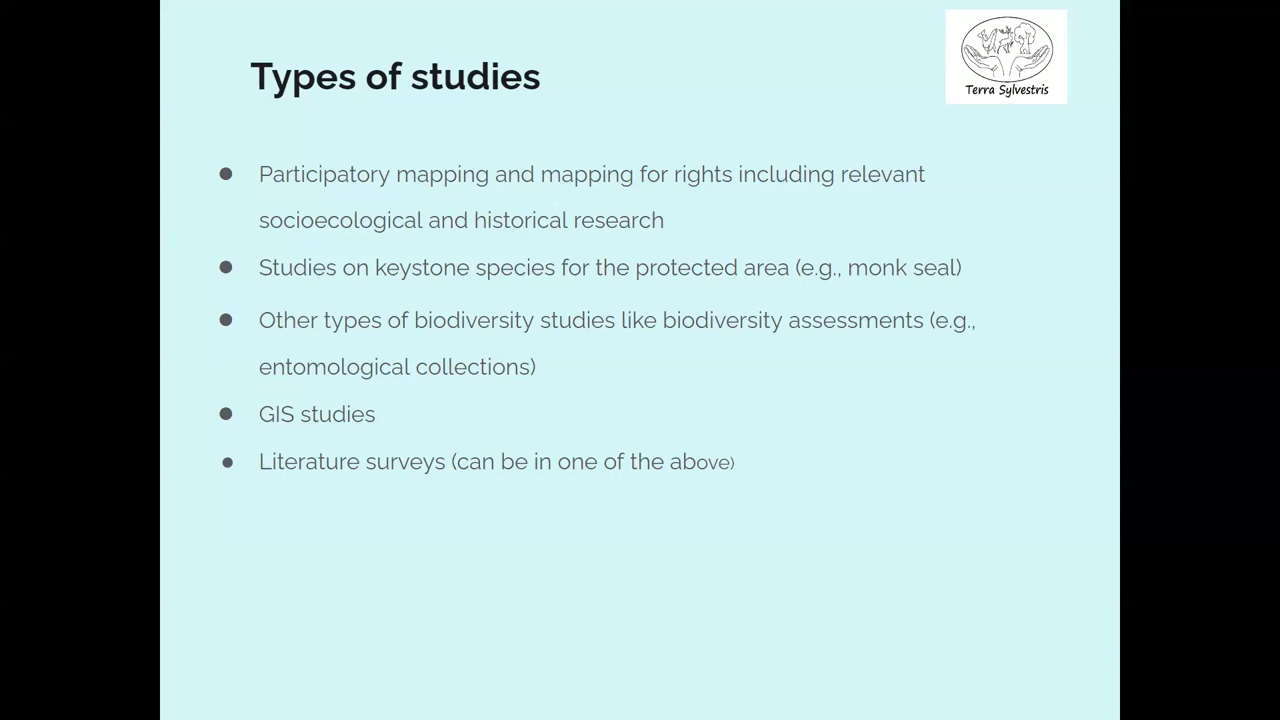 Types of studies
Terra Sylvestris
● Participatory mapping and mapping for rights including relevant
socioecological and historical research
● Studies on keystone species for the protected area (e.g., monk seal)
● Other types of biodiversity studies like biodiversity assessments (e.g.,
entomological collections)
● GIS studies
● Literature surveys (can be in one of the above)